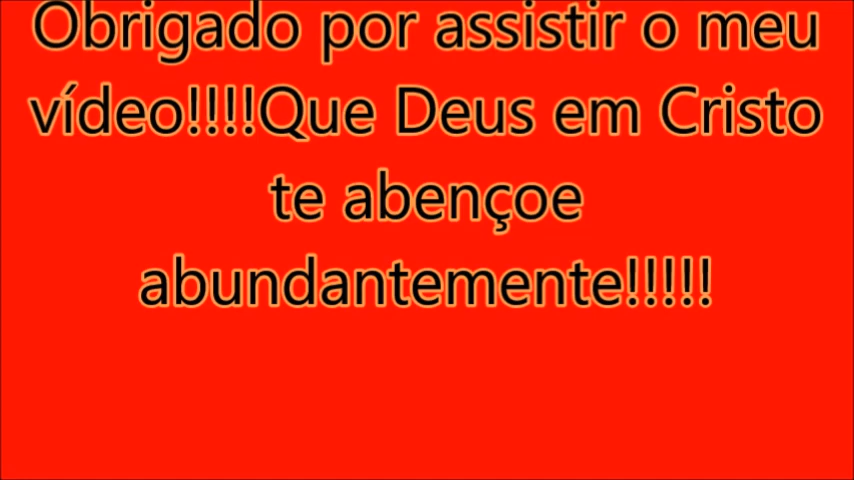 Obrigado por assistir o meu
vídeo!!!!Que Deus em Cristo
te abençoe
abundantemente!!!!!